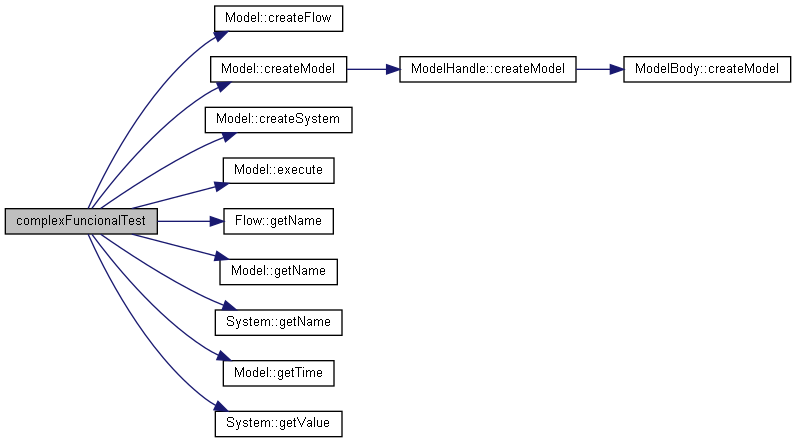 Model::createFlow
Model::createModel
ModelHandle::createModel
ModelBody::createModel
Model::createSystem
Model::execute
complexFuncionalTest
Flow::getName
Model::getName
System::getName
Model::getTime
System::getValue